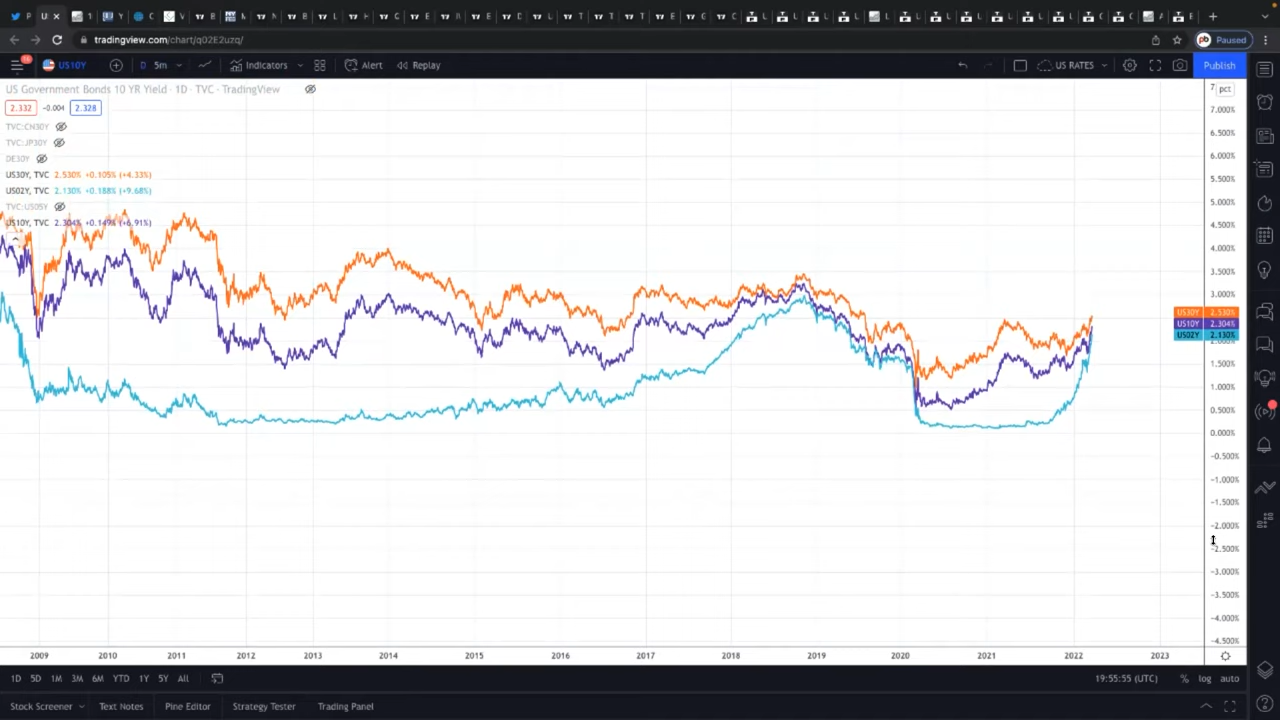 tradingview.com/chart/q02E2uzq/
Paused
US10Y
D 5m
Indicators
Alert
Replay
US RATES
Publish
US Government Bonds 10 YR Yield · 1D · TVC · TradingView
2.332 −0.004 2.328
TVC:CN30Y
TVC:JP30Y
DE30Y
US30Y, TVC 2.530% +0.105% (+4.33%)
US02Y, TVC 2.130% +0.188% (+9.68%)
TVC:US05Y
US10Y, TVC 2.304% +0.149% (+6.91%)
pct
7.000%
6.500%
6.000%
5.500%
5.000%
4.500%
4.000%
3.500%
3.000%
US30Y 2.530%
US10Y 2.304%
US02Y 2.130%
2.000%
1.500%
1.000%
0.500%
0.000%
−0.500%
−1.000%
−1.500%
−2.000%
−2.500%
−3.000%
−3.500%
−4.000%
−4.500%
2009 2010 2011 2012 2013 2014 2015 2016 2017 2018 2019 2020 2021 2022 2023
1D 5D 1M 3M 6M YTD 1Y 5Y All
19:55:55 (UTC) % log auto
Stock Screener Text Notes Pine Editor Strategy Tester Trading Panel